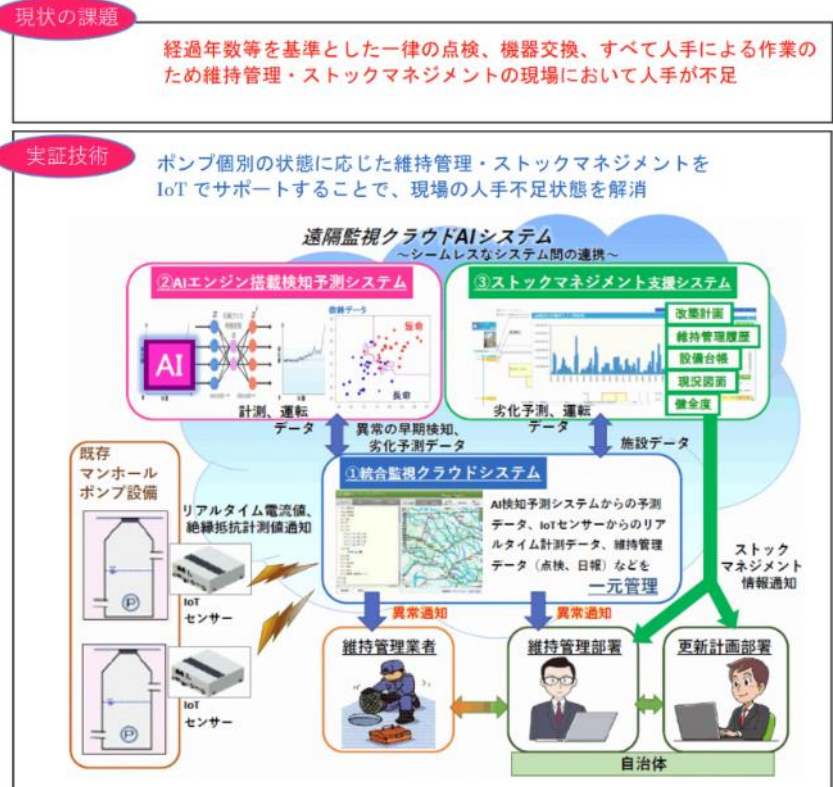 現状の課題
経過年数等を基準とした一律の点検、機器交換、すべて人手による作業の
ため維持管理・ストックマネジメントの現場において人手が不足
実証技術
ポンプ個別の状態に応じた維持管理・ストックマネジメントを
IoT でサポートすることで、現場の人手不足状態を解消
遠隔監視クラウドAIシステム
～シームレスなシステム間の連携～
②AIエンジン搭載検知予測システム
AI
短命
長命
③ストックマネジメント支援システム
改築計画
維持管理履歴
設備台帳
現況図面
健全度
計測、運転
データ
異常の早期検知、
劣化予測データ
劣化予測、運転
データ
施設データ
既存
マンホール
ポンプ設備
リアルタイム電流値、
絶縁抵抗計測値通知
P
IoT
センサー
P
IoT
センサー
①統合監視クラウドシステム
AI検知予測システムからの予測
データ、IoTセンサーからのリア
ルタイム計測データ、維持管理
データ（点検、日報）などを
一元管理
ストック
マネジメント
情報通知
異常通知
異常通知
維持管理業者
維持管理部署
更新計画部署
自治体